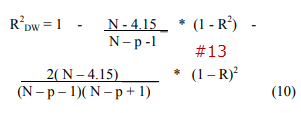 R²DW = 1 - N - 4.15 * (1 - R²) -
N – p -1
#13
2( N – 4.15) * (1 – R)²
(N – p – 1)( N – p + 1) (10)